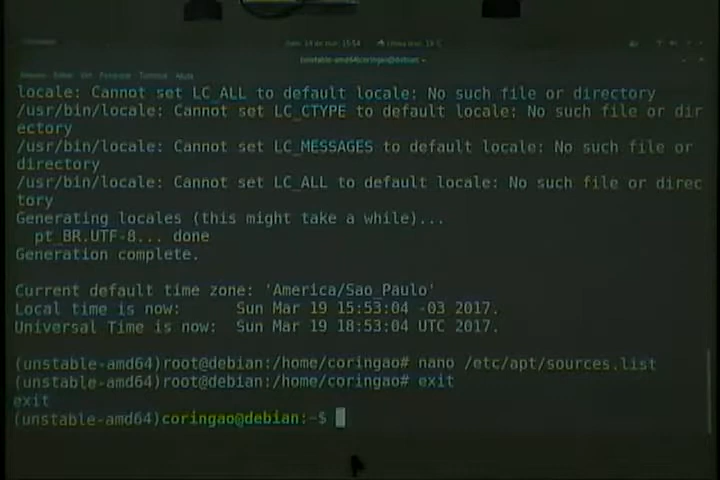 (unstable-amd64)coringao@debian: ~
locale: Cannot set LC_ALL to default locale: No such file or directory
/usr/bin/locale: Cannot set LC_CTYPE to default locale: No such file or dir
ectory
/usr/bin/locale: Cannot set LC_MESSAGES to default locale: No such file or
directory
/usr/bin/locale: Cannot set LC_ALL to default locale: No such file or direc
tory
Generating locales (this might take a while)...
pt_BR.UTF-8... done
Generation complete.
Current default time zone: 'America/Sao_Paulo'
Local time is now: Sun Mar 19 15:53:04 -03 2017.
Universal Time is now: Sun Mar 19 18:53:04 UTC 2017.
(unstable-amd64)root@debian:/home/coringao# nano /etc/apt/sources.list
(unstable-amd64)root@debian:/home/coringao# exit
exit
(unstable-amd64)coringao@debian:~$